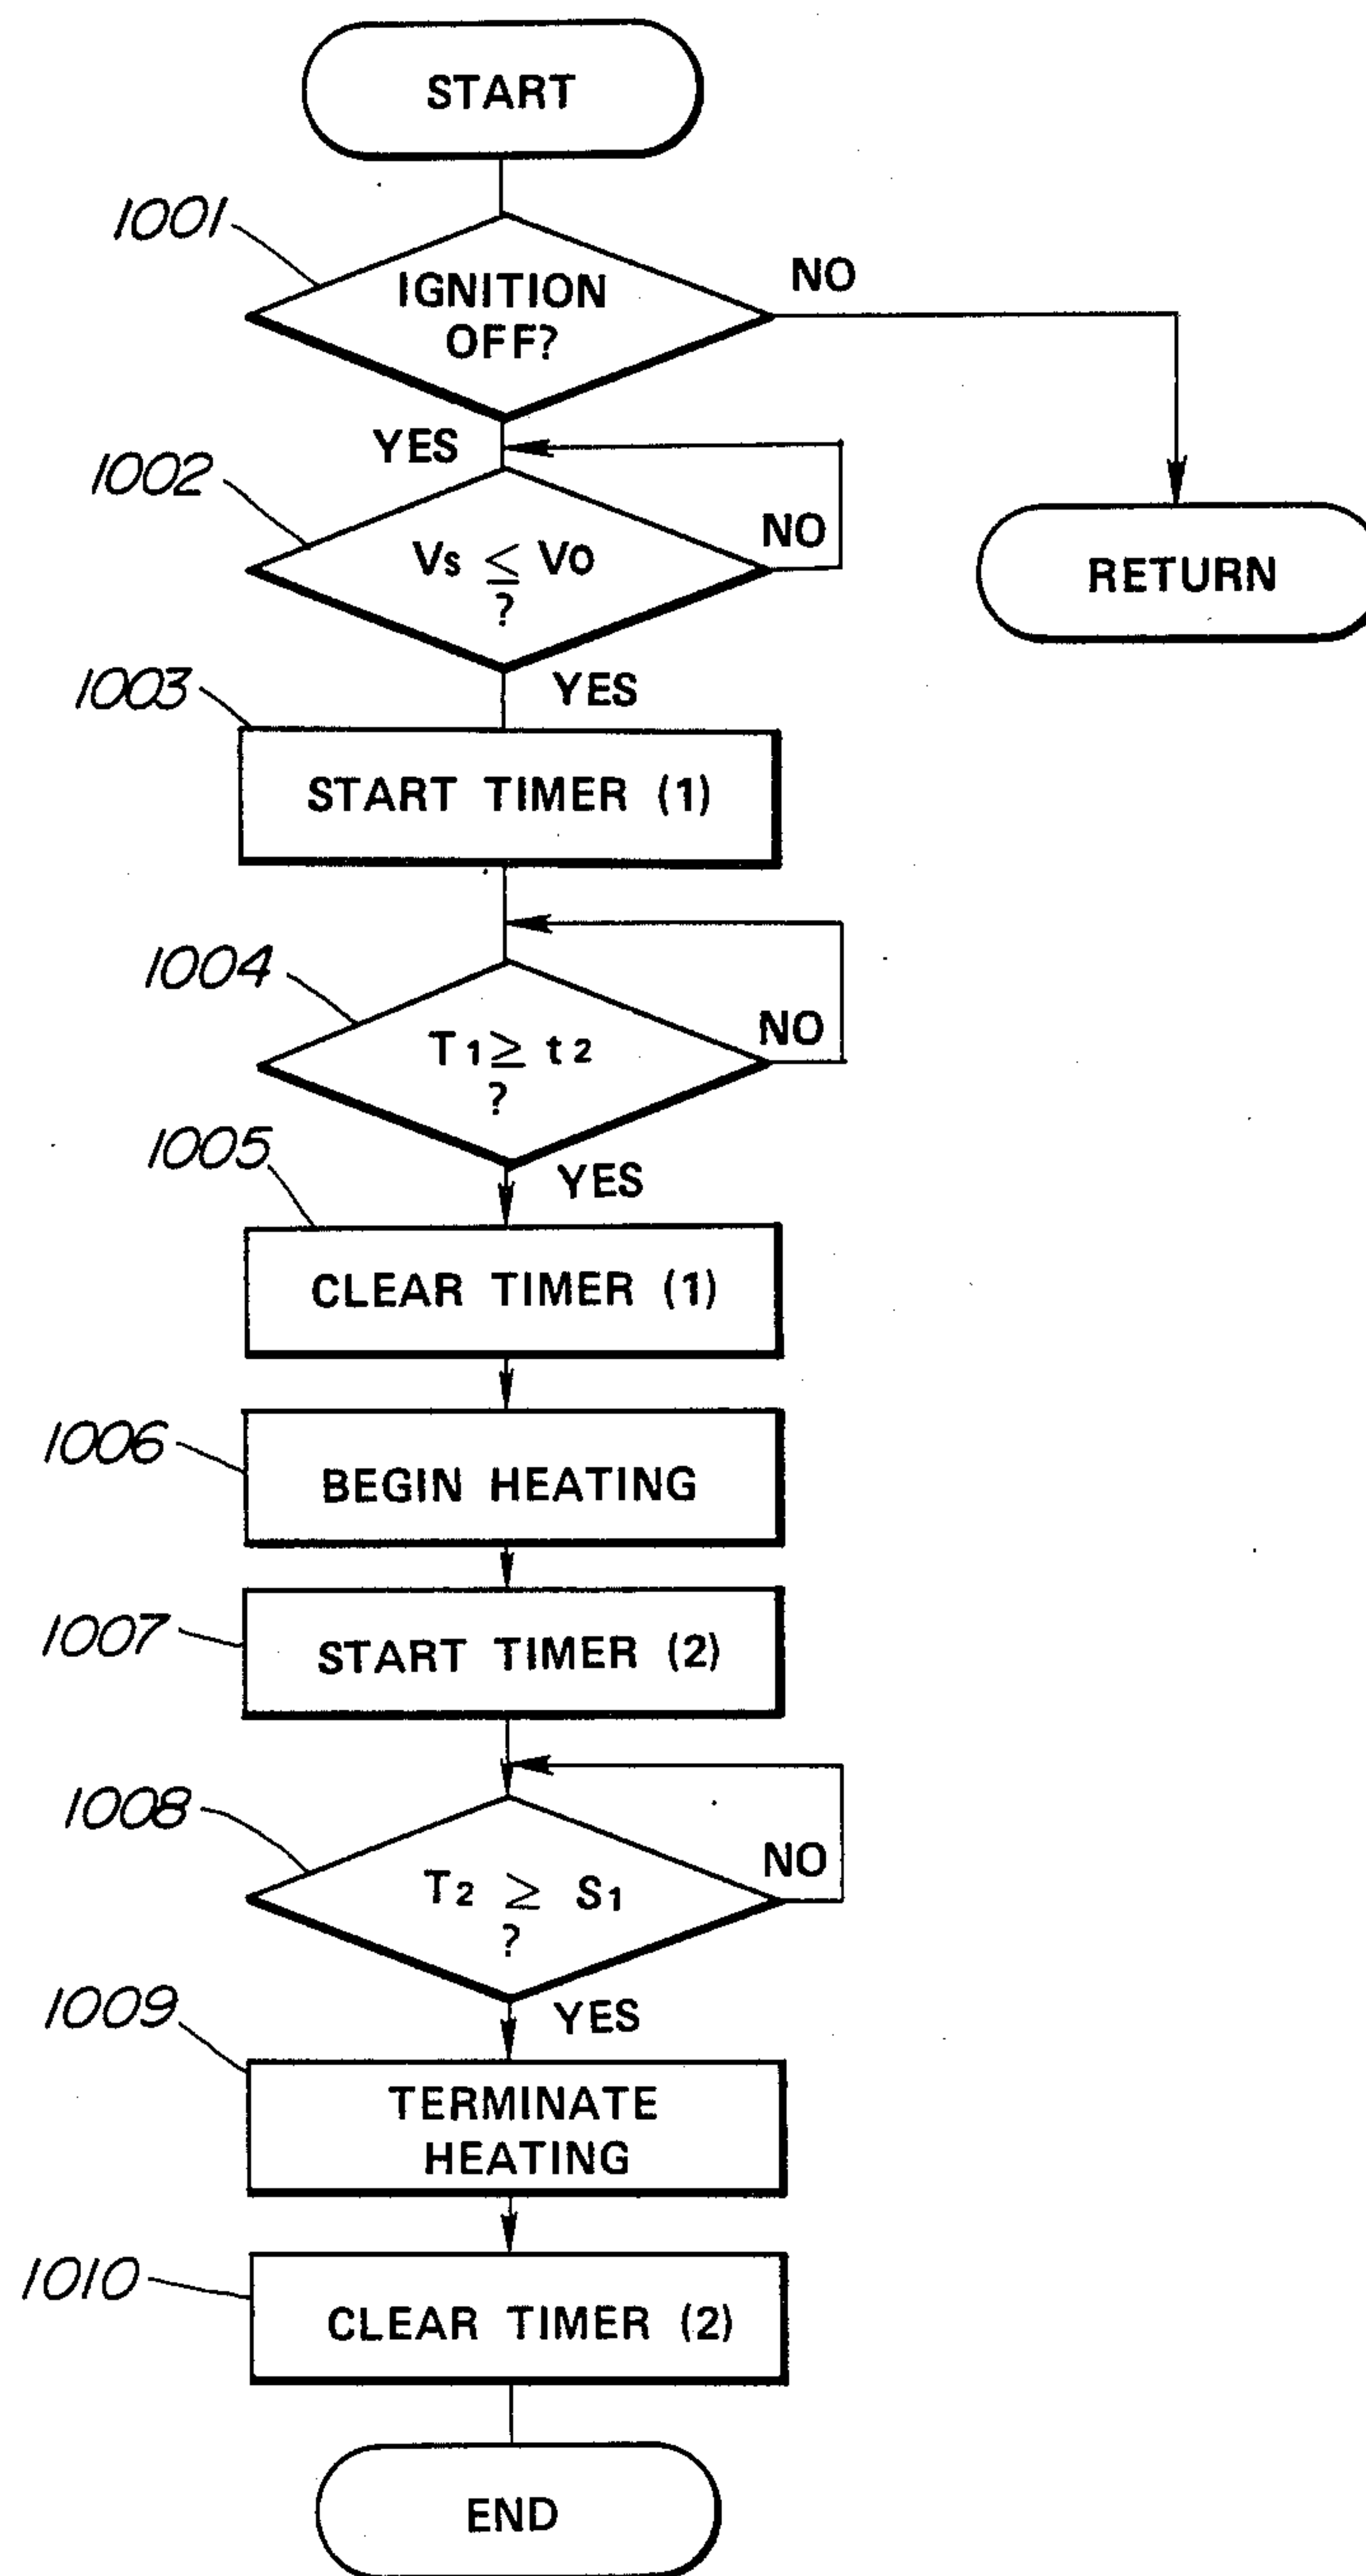 START
1001
IGNITION
OFF?
NO
YES
1002
Vs ≤ Vo
?
NO
RETURN
YES
1003
START TIMER (1)
1004
T1 ≥ t2
?
NO
YES
1005
CLEAR TIMER (1)
1006
BEGIN HEATING
1007
START TIMER (2)
1008
T2 ≥ S1
?
NO
YES
1009
TERMINATE
HEATING
1010
CLEAR TIMER (2)
END